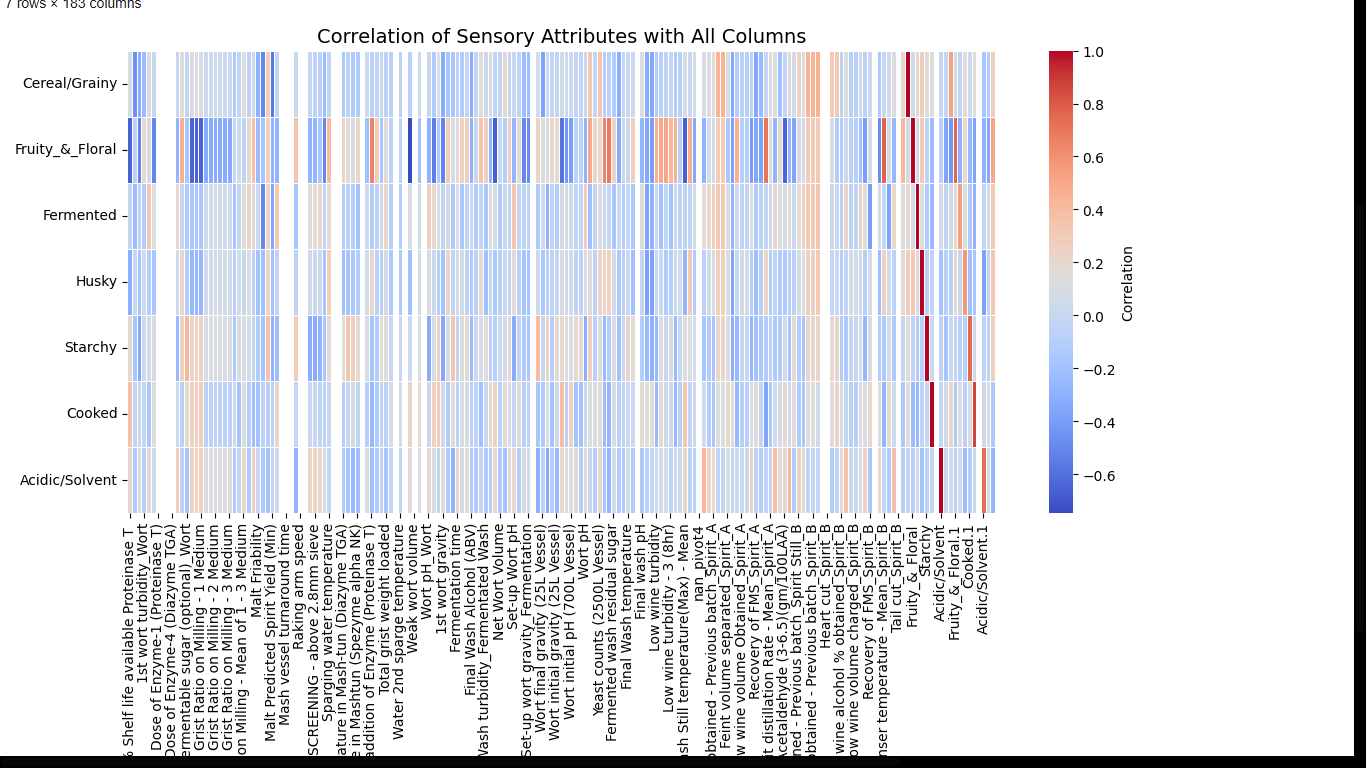 7 rows × 183 columns
Correlation of Sensory Attributes with All Columns
Cereal/Grainy
Fruity_&_Floral
Fermented
Husky
Starchy
Cooked
Acidic/Solvent
1.0
0.8
0.6
0.4
0.2
0.0
−0.2
−0.4
−0.6
Correlation
% Shelf life available Proteinase T
1st wort turbidity_Wort
Dose of Enzyme-1 (Proteinase T)
Dose of Enzyme-4 (Diazyme TGA)
ermentable sugar (optional)_Wort
Grist Ratio on Milling - 1 Medium
Grist Ratio on Milling - 2 Medium
Grist Ratio on Milling - 3 Medium
on Milling - Mean of 1 - 3 Medium
Malt Friability
Malt Predicted Spirit Yield (Min)
Mash vessel turnaround time
Raking arm speed
SCREENING - above 2.8mm sieve
Sparging water temperature
ature in Mash-tun (Diazyme TGA)
e in Mashtun (Spezyme alpha NK)
addition of Enzyme (Proteinase T)
Total grist weight loaded
Water 2nd sparge temperature
Weak wort volume
Wort pH_Wort
1st wort gravity
Fermentation time
Final Wash Alcohol (ABV)
Wash turbidity_Fermented Wash
Net Wort Volume
Set-up Wort pH
Set-up wort gravity_Fermentation
Wort final gravity (25L Vessel)
Wort initial gravity (25L Vessel)
Wort initial pH (700L Vessel)
Wort pH
Yeast counts (2500L Vessel)
Fermented wash residual sugar
Final Wash temperature
Final wash pH
Low wine turbidity
Low wine turbidity - 3 (8hr)
sh Still temperature(Max) - Mean
nan_pivot4
obtained - Previous batch_Spirit_A
Feint volume separated_Spirit_A
w wine volume Obtained_Spirit_A
Recovery of FMS_Spirit_A
it distillation Rate - Mean_Spirit_A
Acetaldehyde (3-6.5)(gm/100LAA)
ned - Previous batch_Spirit Still_B
obtained - Previous batch_Spirit_B
Heart cut_Spirit_B
wine alcohol % obtained_Spirit_B
ow wine volume charged_Spirit_B
Recovery of FMS_Spirit_B
nser temperature - Mean_Spirit_B
Tail cut_Spirit_B
Fruity_&_Floral
Starchy
Acidic/Solvent
Fruity_&_Floral.1
Cooked.1
Acidic/Solvent.1